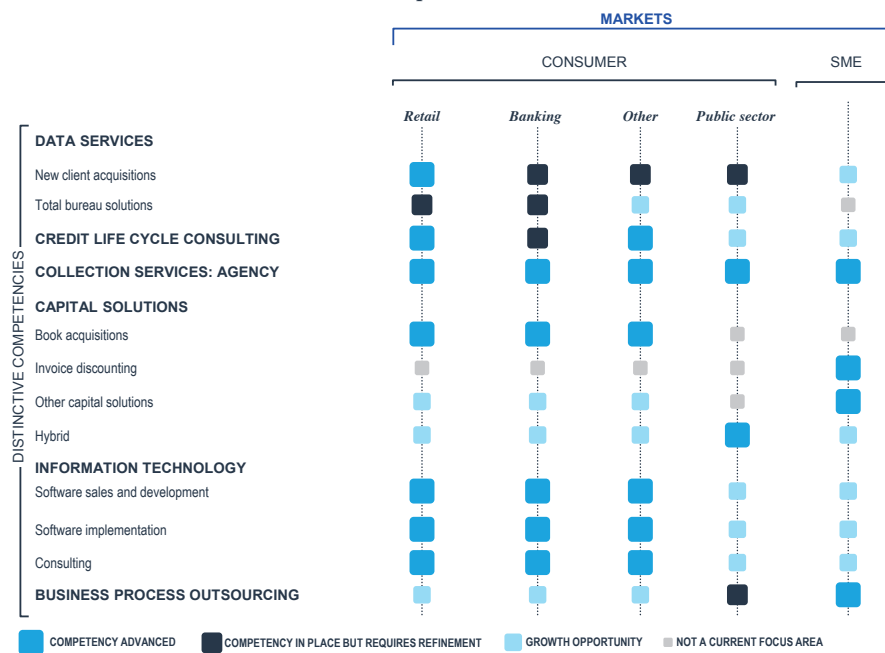 MARKETS
CONSUMER
SME
Retail
Banking
Other
Public sector
DISTINCTIVE COMPETENCIES
DATA SERVICES
New client acquisitions
Total bureau solutions
CREDIT LIFE CYCLE CONSULTING
COLLECTION SERVICES: AGENCY
CAPITAL SOLUTIONS
Book acquisitions
Invoice discounting
Other capital solutions
Hybrid
INFORMATION TECHNOLOGY
Software sales and development
Software implementation
Consulting
BUSINESS PROCESS OUTSOURCING
COMPETENCY ADVANCED
COMPETENCY IN PLACE BUT REQUIRES REFINEMENT
GROWTH OPPORTUNITY
NOT A CURRENT FOCUS AREA